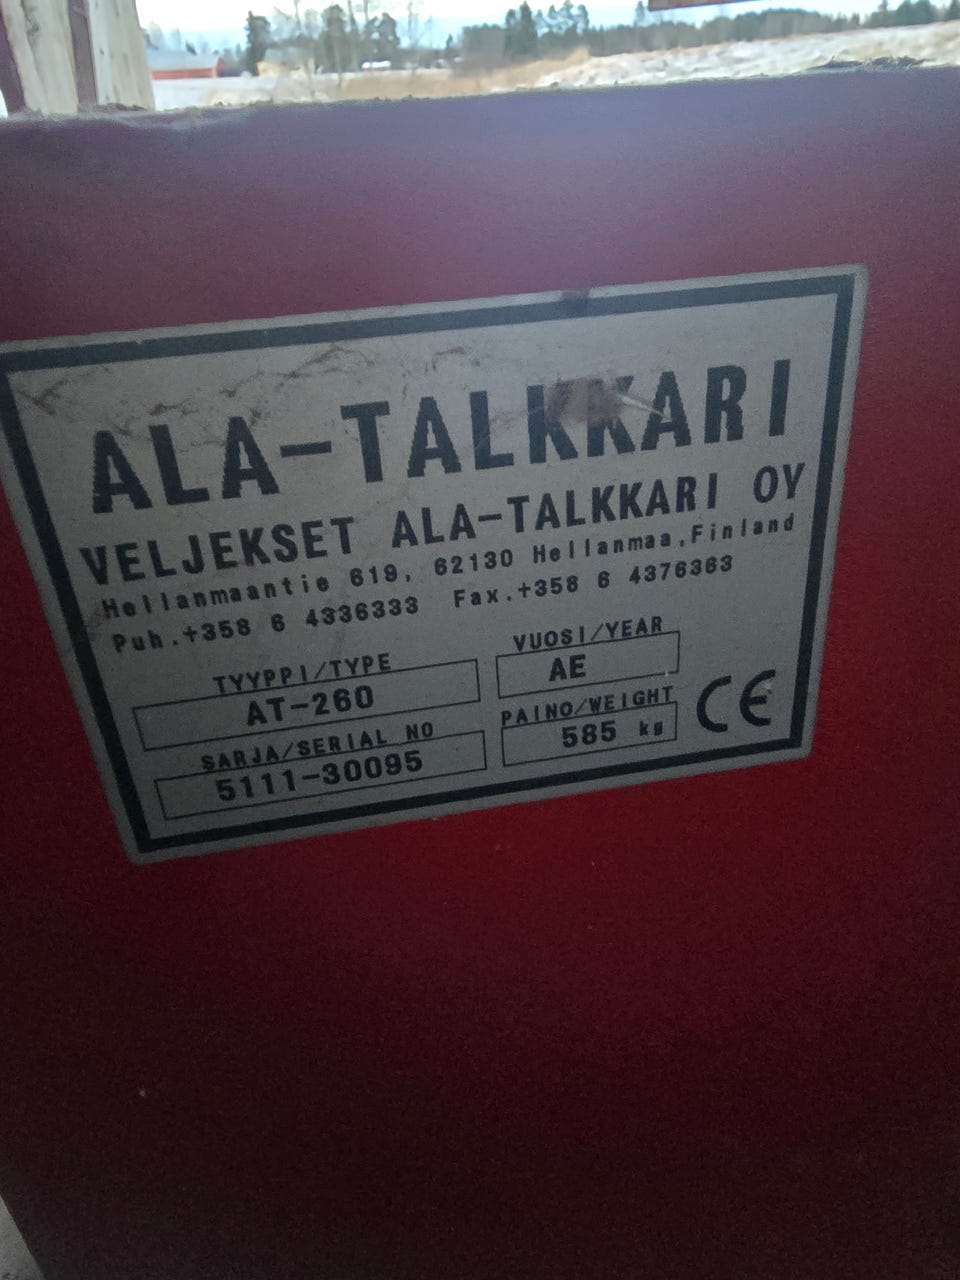 ALA-TALKKARI
VELJEKSET ALA-TALKKARI OY
Hellanmaantie 619, 62130 Hellanmaa,Finland
Puh.+358 6 4336333 Fax.+358 6 4376363
TYYPPI/TYPE
AT-260
VUOSI/YEAR
AE
SARJA/SERIAL NO
5111-30095
PAINO/WEIGHT
585 kg
CE